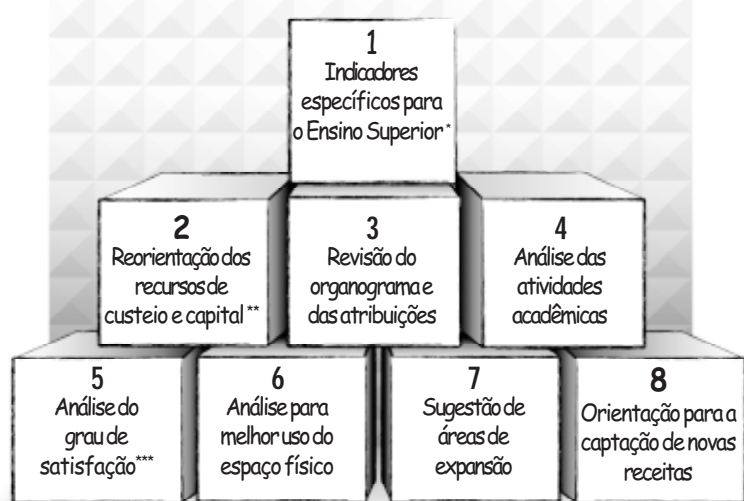 1
Indicadores
específicos para
o Ensino Superior*
2
Reorientação dos
recursos de
custeio e capital**
3
Revisão do
organograma e
das atribuições
4
Análise das
atividades
acadêmicas
5
Análise do
grau de
satisfação***
6
Análise para
melhor uso do
espaço físico
7
Sugestão de
áreas de
expansão
8
Orientação para a
captação de novas
receitas